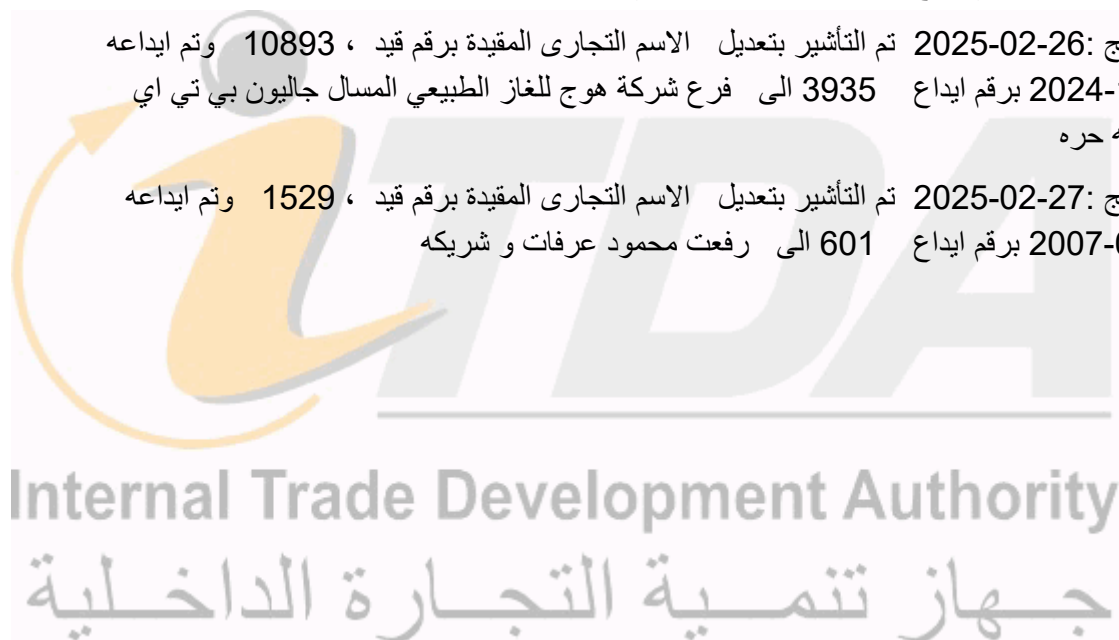 2025-02-26: تم التأشير بتعديل الاسم التجارى المقيدة برقم قيد ، 10893 وتم ايداعه
2024- برقم ايداع 3935 الى فرع شركة هوج للغاز الطبيعي المسال جاليون بي تي اي
حره
2025-02-27: تم التأشير بتعديل الاسم التجارى المقيدة برقم قيد ، 1529 وتم ايداعه
2007- برقم ايداع 601 الى رفعت محمود عرفات و شريكه
iTDA
Internal Trade Development Authority
جهاز تنمية التجارة الداخلية